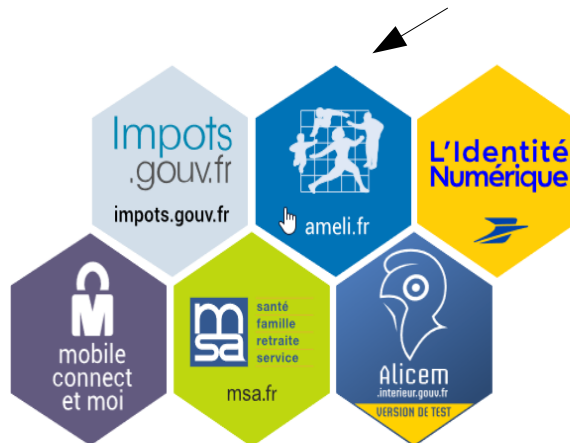 Impots
.gouv.fr
impots.gouv.fr
ameli.fr
L'Identité
Numérique
M
mobile
connect
et moi
msa
santé
famille
retraite
service
msa.fr
Alicem
.interieur.gouv.fr
VERSION DE TEST